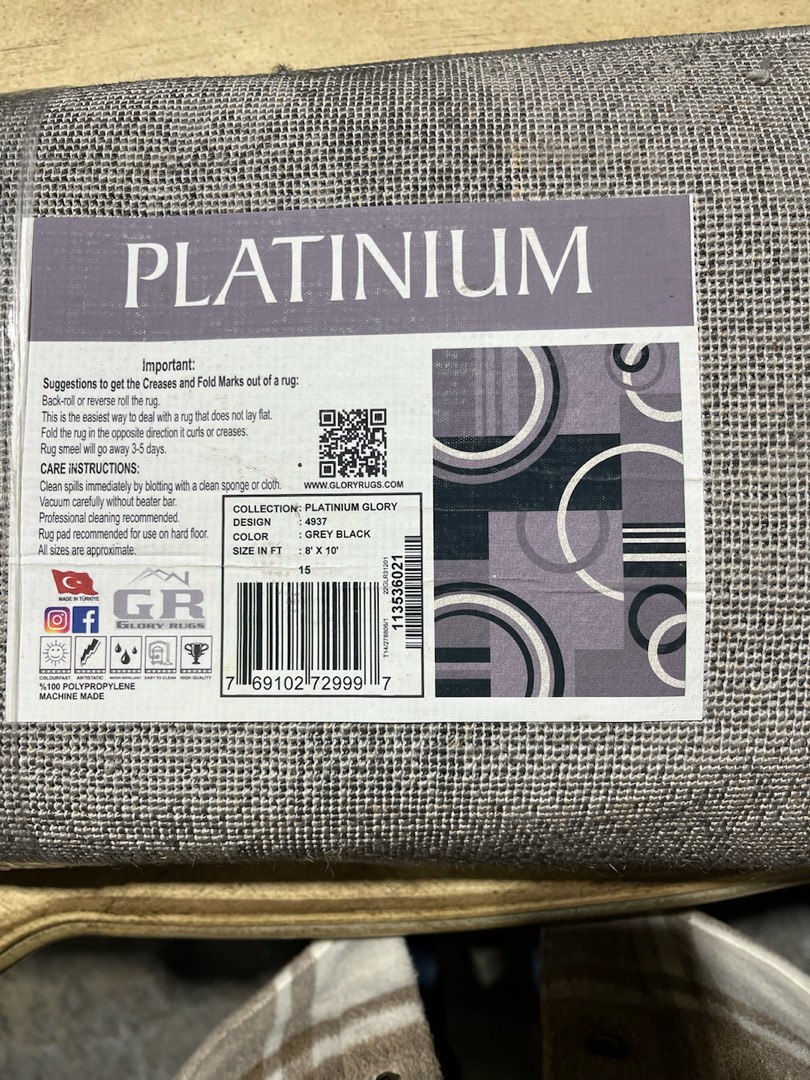 PLATINIUM
Important:
Suggestions to get the Creases and Fold Marks out of a rug:
Back-roll or reverse roll the rug.
This is the easiest way to deal with a rug that does not lay flat.
Fold the rug in the opposite direction it curls or creases.
Rug smeel will go away 3-5 days.
CARE INSTRUCTIONS:
Clean spills immediately by blotting with a clean sponge or cloth.
Vacuum carefully without beater bar.
Professional cleaning recommended.
Rug pad recommended for use on hard floor.
All sizes are approximate.
WWW.GLORYRUGS.COM
COLLECTION: PLATINIUM GLORY
DESIGN : 4937
COLOR : GREY BLACK
SIZE IN FT : 8' X 10'
15
7 69102 72999 7
T14/278806/1
22GLR31201
113536021
MADE IN TÜRKİYE
GR
GLORY RUGS
COLOURFAST ANTISTATIC WATER REPELLENT EASY TO CLEAN HIGH QUALITY
%100 POLYPROPYLENE
MACHINE MADE